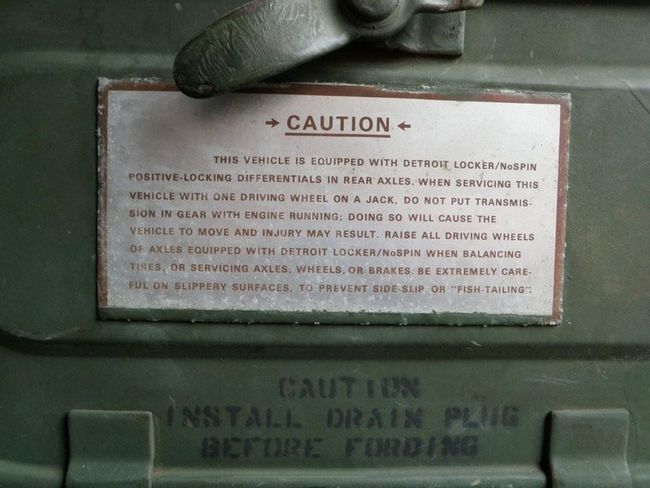 → CAUTION ←
THIS VEHICLE IS EQUIPPED WITH DETROIT LOCKER/NoSPIN
POSITIVE-LOCKING DIFFERENTIALS IN REAR AXLES. WHEN SERVICING THIS
VEHICLE WITH ONE DRIVING WHEEL ON A JACK, DO NOT PUT TRANSMIS-
SION IN GEAR WITH ENGINE RUNNING; DOING SO WILL CAUSE THE
VEHICLE TO MOVE AND INJURY MAY RESULT. RAISE ALL DRIVING WHEELS
OF AXLES EQUIPPED WITH DETROIT LOCKER/NoSPIN WHEN BALANCING
TIRES, OR SERVICING AXLES, WHEELS, OR BRAKES. BE EXTREMELY CARE-
FUL ON SLIPPERY SURFACES, TO PREVENT SIDE-SLIP OR "FISH-TAILING".
CAUTION
INSTALL DRAIN PLUG
BEFORE FORDING